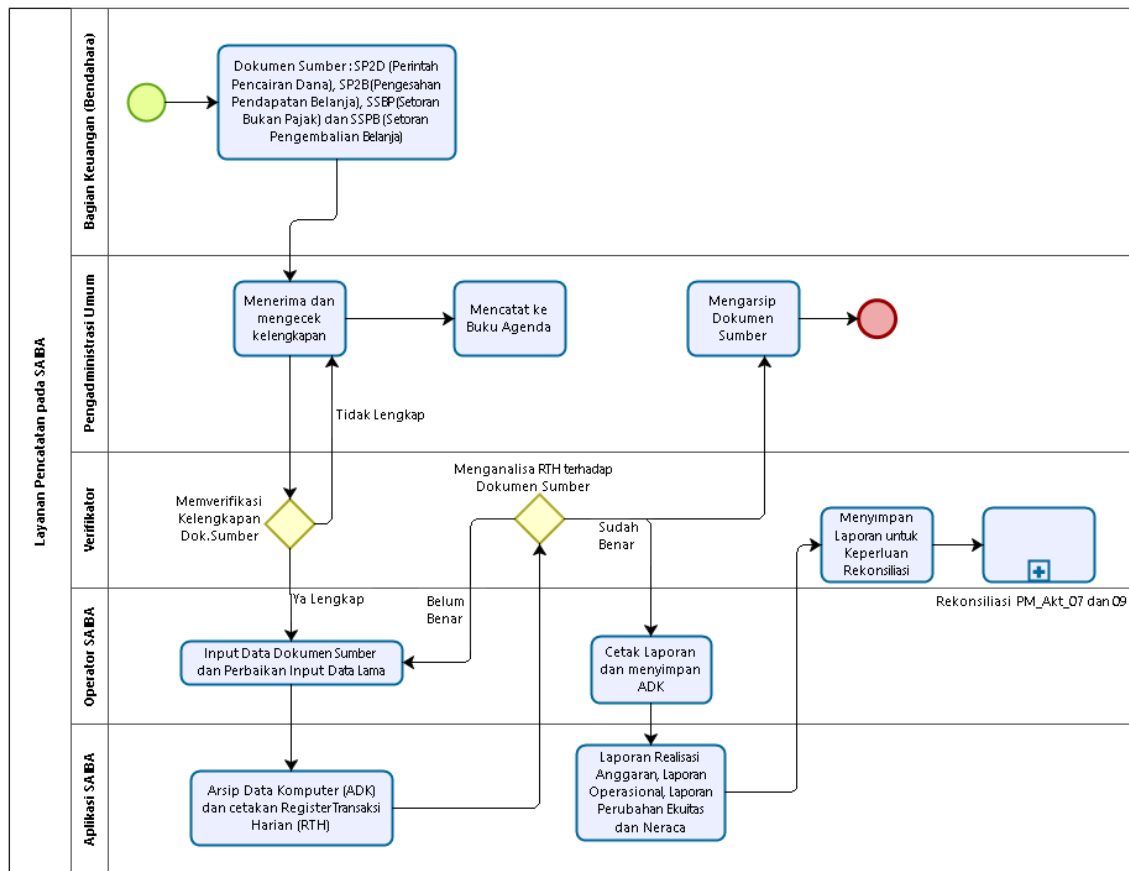 Layanan Pencatatan pada SAIBA
Bagian Keuangan (Bendahara)
Dokumen Sumber : SP2D (Perintah
Pencairan Dana), SP2B(Pengesahan
Pendapatan Belanja), SSBP(Setoran
Bukan Pajak) dan SSPB (Setoran
Pengembalian Belanja)
Pengadministrasi Umum
Menerima dan
mengecek
kelengkapan
Mencatat ke
Buku Agenda
Mengarsip
Dokumen
Sumber
Tidak Lengkap
Verifikator
Memverifikasi
Kelengkapan
Dok.Sumber
Menganalisa RTH terhadap
Dokumen Sumber
Sudah
Benar
Menyimpan
Laporan untuk
Keperluan
Rekonsiliasi
Rekonsiliasi PM_Akt_07 dan 09
Ya Lengkap
Belum
Benar
Operator SAIBA
Input Data Dokumen Sumber
dan Perbaikan Input Data Lama
Cetak Laporan
dan menyimpan
ADK
Aplikasi SAIBA
Arsip Data Komputer (ADK)
dan cetakan Register Transaksi
Harian (RTH)
Laporan Realisasi
Anggaran, Laporan
Operasional, Laporan
Perubahan Ekuitas
dan Neraca